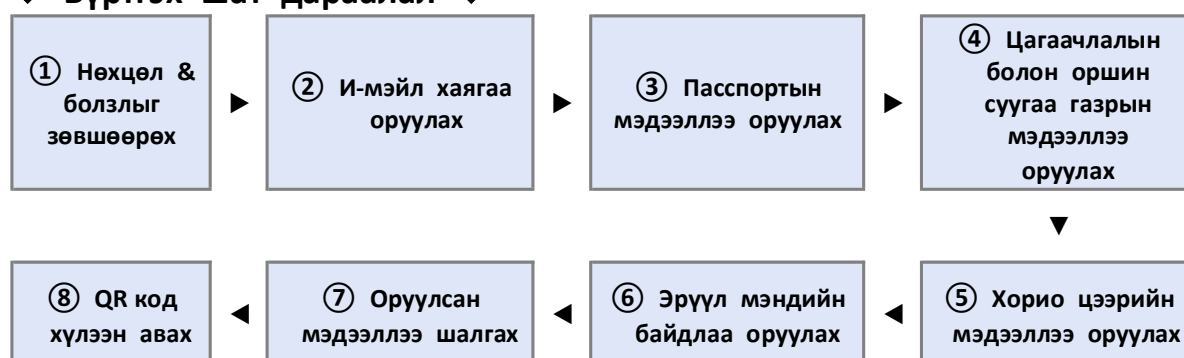 ❖ Бүртгэх шат дараалал ❖
① Нөхцөл &
болзлыг
зөвшөөрөх
▶
② И-мэйл хаягаа
оруулах
▶
③ Пасспортын
мэдээллээ оруулах
▶
④ Цагаачлалын
болон оршин
суугаа газрын
мэдээллээ
оруулах
▼
⑤ Хорио цээрийн
мэдээллээ оруулах
◀
⑥ Эрүүл мэндийн
байдлаа оруулах
◀
⑦ Оруулсан
мэдээллээ шалгах
◀
⑧ QR код
хүлээн авах